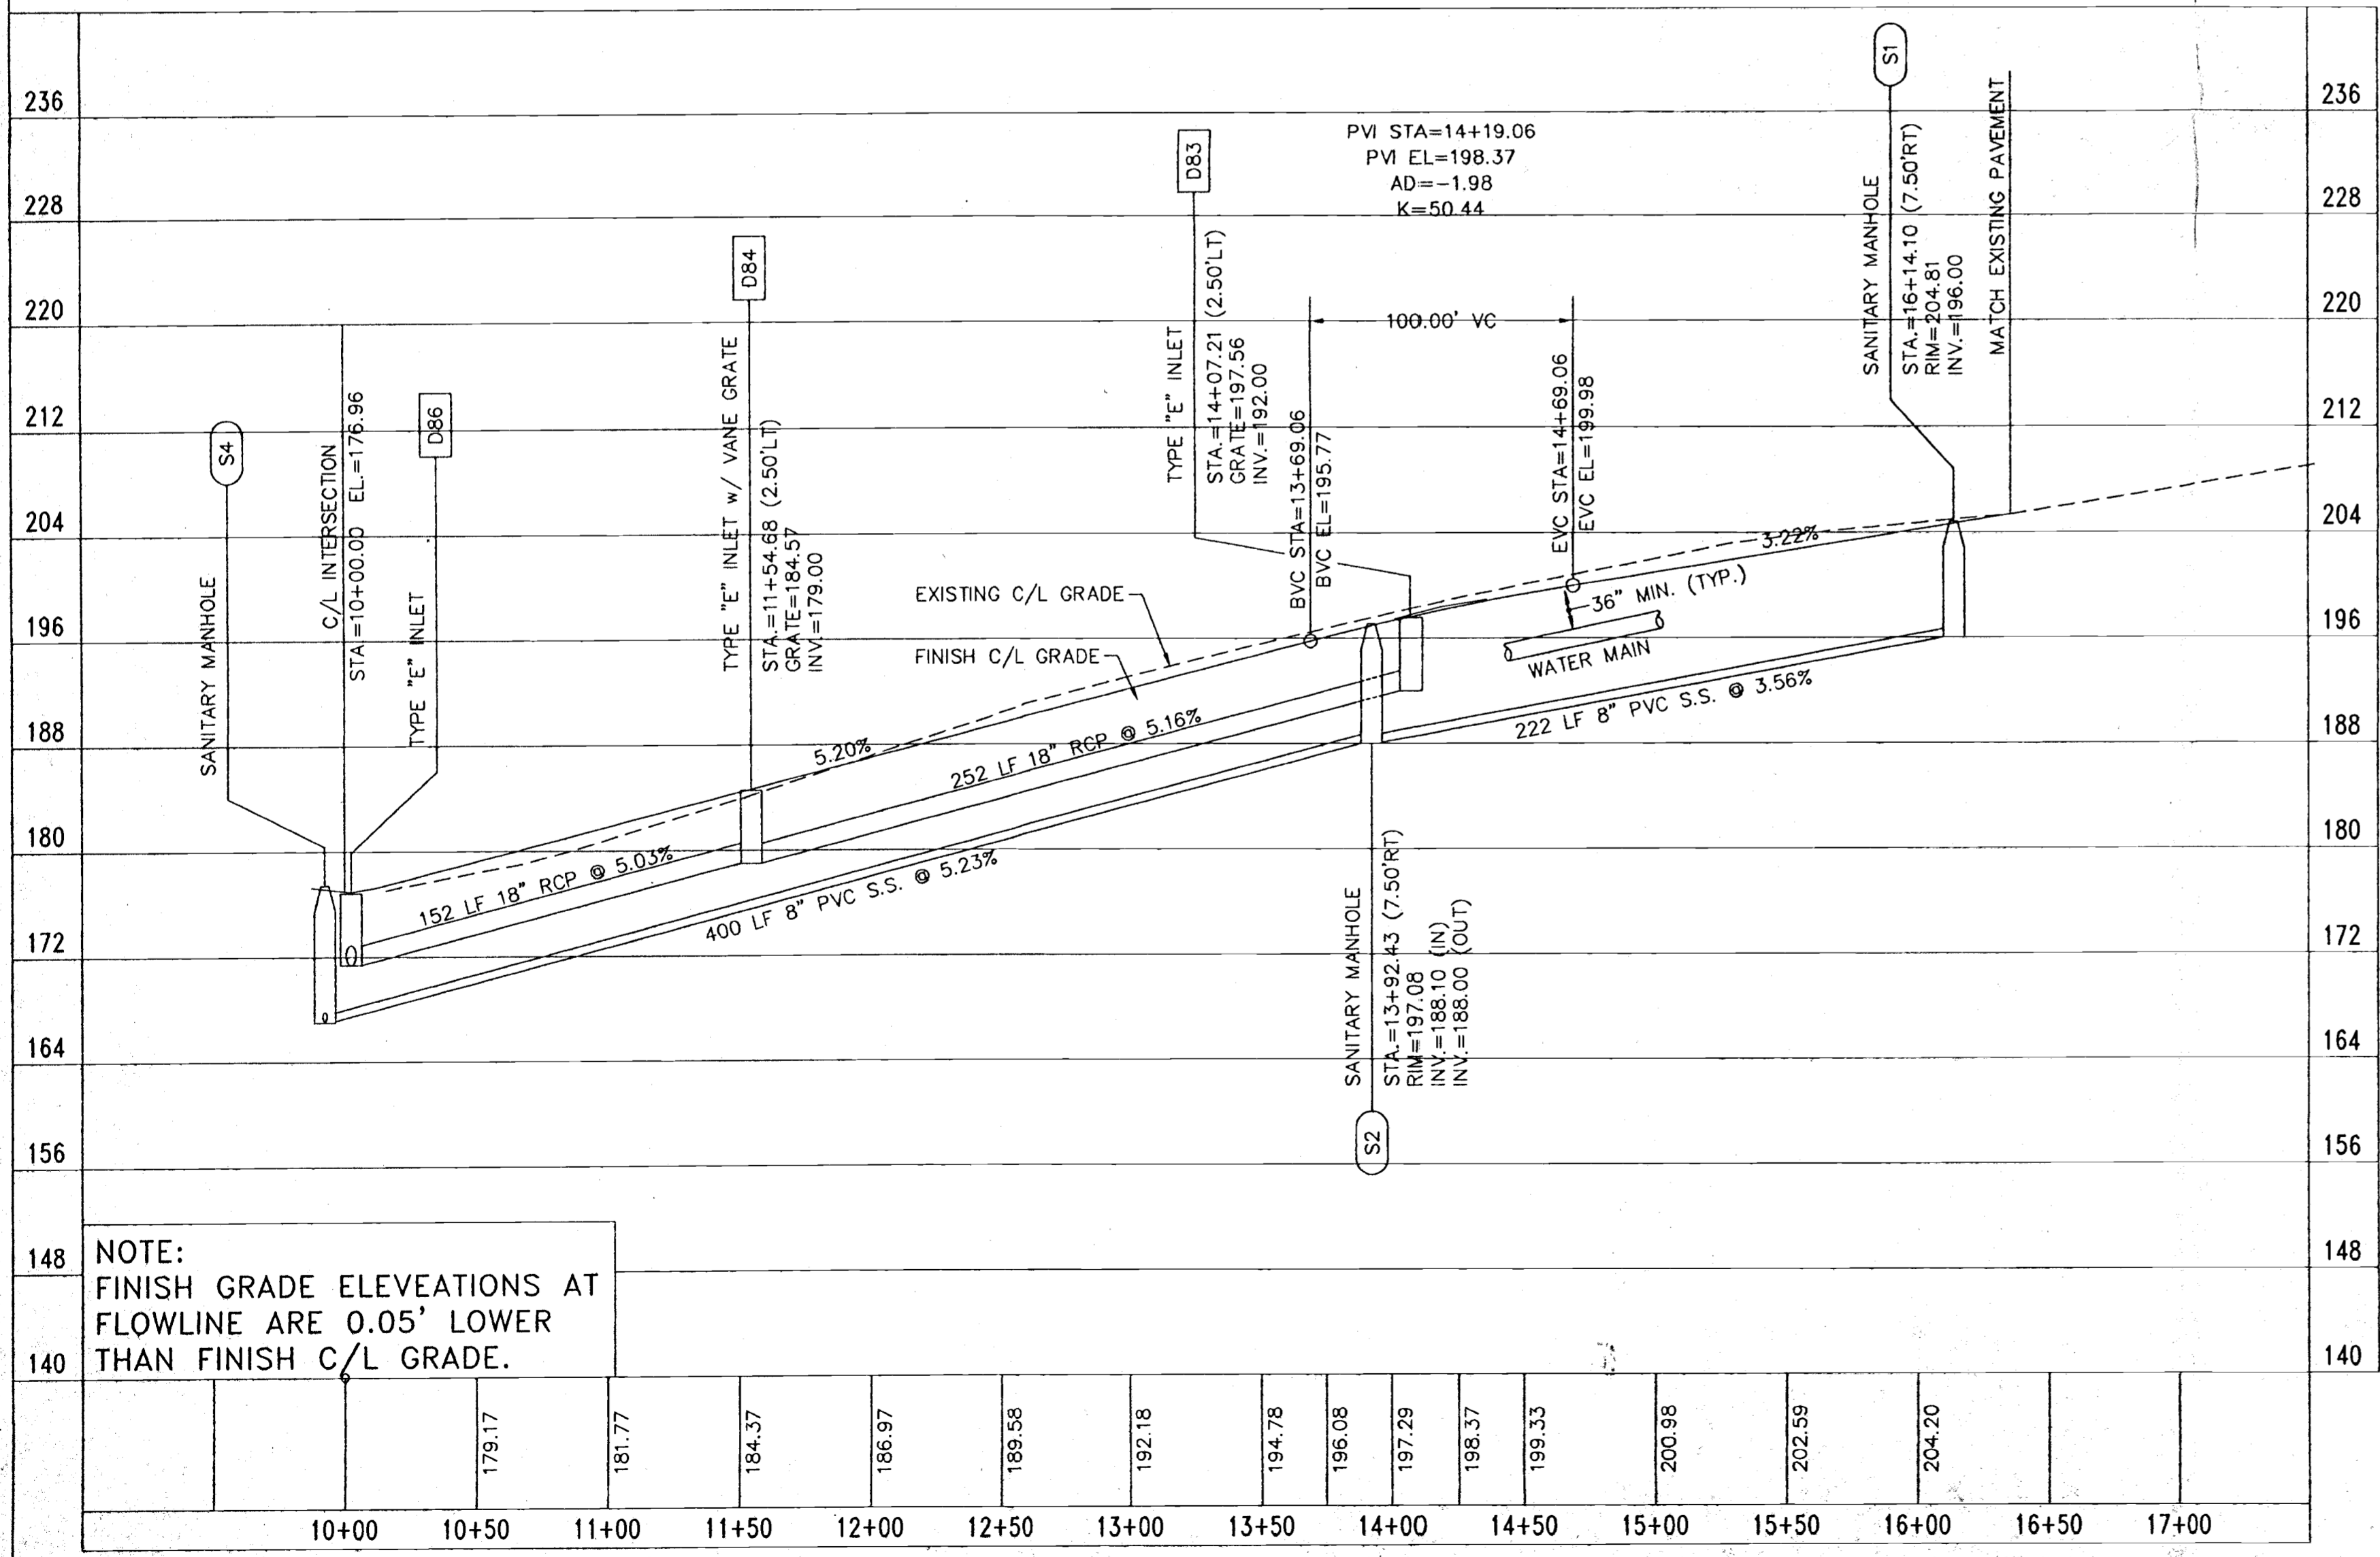 236
228
220
212
204
196
188
180
172
164
156
148
140
S4
SANITARY MANHOLE
C/L INTERSECTION
STA=10+00.00 EL.=176.96
D86
TYPE "E" INLET
D84
TYPE "E" INLET w/ VANE GRATE
STA.=11+54.68 (2.50'LT)
GRATE=184.57
INV.=179.00
D83
TYPE "E" INLET
STA.=14+07.21 (2.50'LT)
GRATE=197.56
INV.=192.00
PVI STA=14+19.06
PVI EL=198.37
AD=-1.98
K=50.44
100.00' VC
BVC STA=13+69.06
BVC EL=195.77
EVC STA=14+69.06
EVC EL=199.98
S1
SANITARY MANHOLE
STA.=16+14.10 (7.50'RT)
RIM=204.81
INV.=196.00
MATCH EXISTING PAVEMENT
EXISTING C/L GRADE
FINISH C/L GRADE
5.20%
3.22%
36" MIN. (TYP.)
WATER MAIN
152 LF 18" RCP @ 5.03%
252 LF 18" RCP @ 5.16%
400 LF 8" PVC S.S. @ 5.23%
222 LF 8" PVC S.S. @ 3.56%
SANITARY MANHOLE
STA.=13+92.43 (7.50'RT)
RIM=197.08
INV.=188.10 (IN)
INV.=188.00 (OUT)
S2
236
228
220
212
204
196
188
180
172
164
156
148
140
NOTE:
FINISH GRADE ELEVEATIONS AT
FLOWLINE ARE 0.05' LOWER
THAN FINISH C/L GRADE.
179.17
181.77
184.37
186.97
189.58
192.18
194.78
196.08
197.29
198.37
199.33
200.98
202.59
204.20
10+00
10+50
11+00
11+50
12+00
12+50
13+00
13+50
14+00
14+50
15+00
15+50
16+00
16+50
17+00